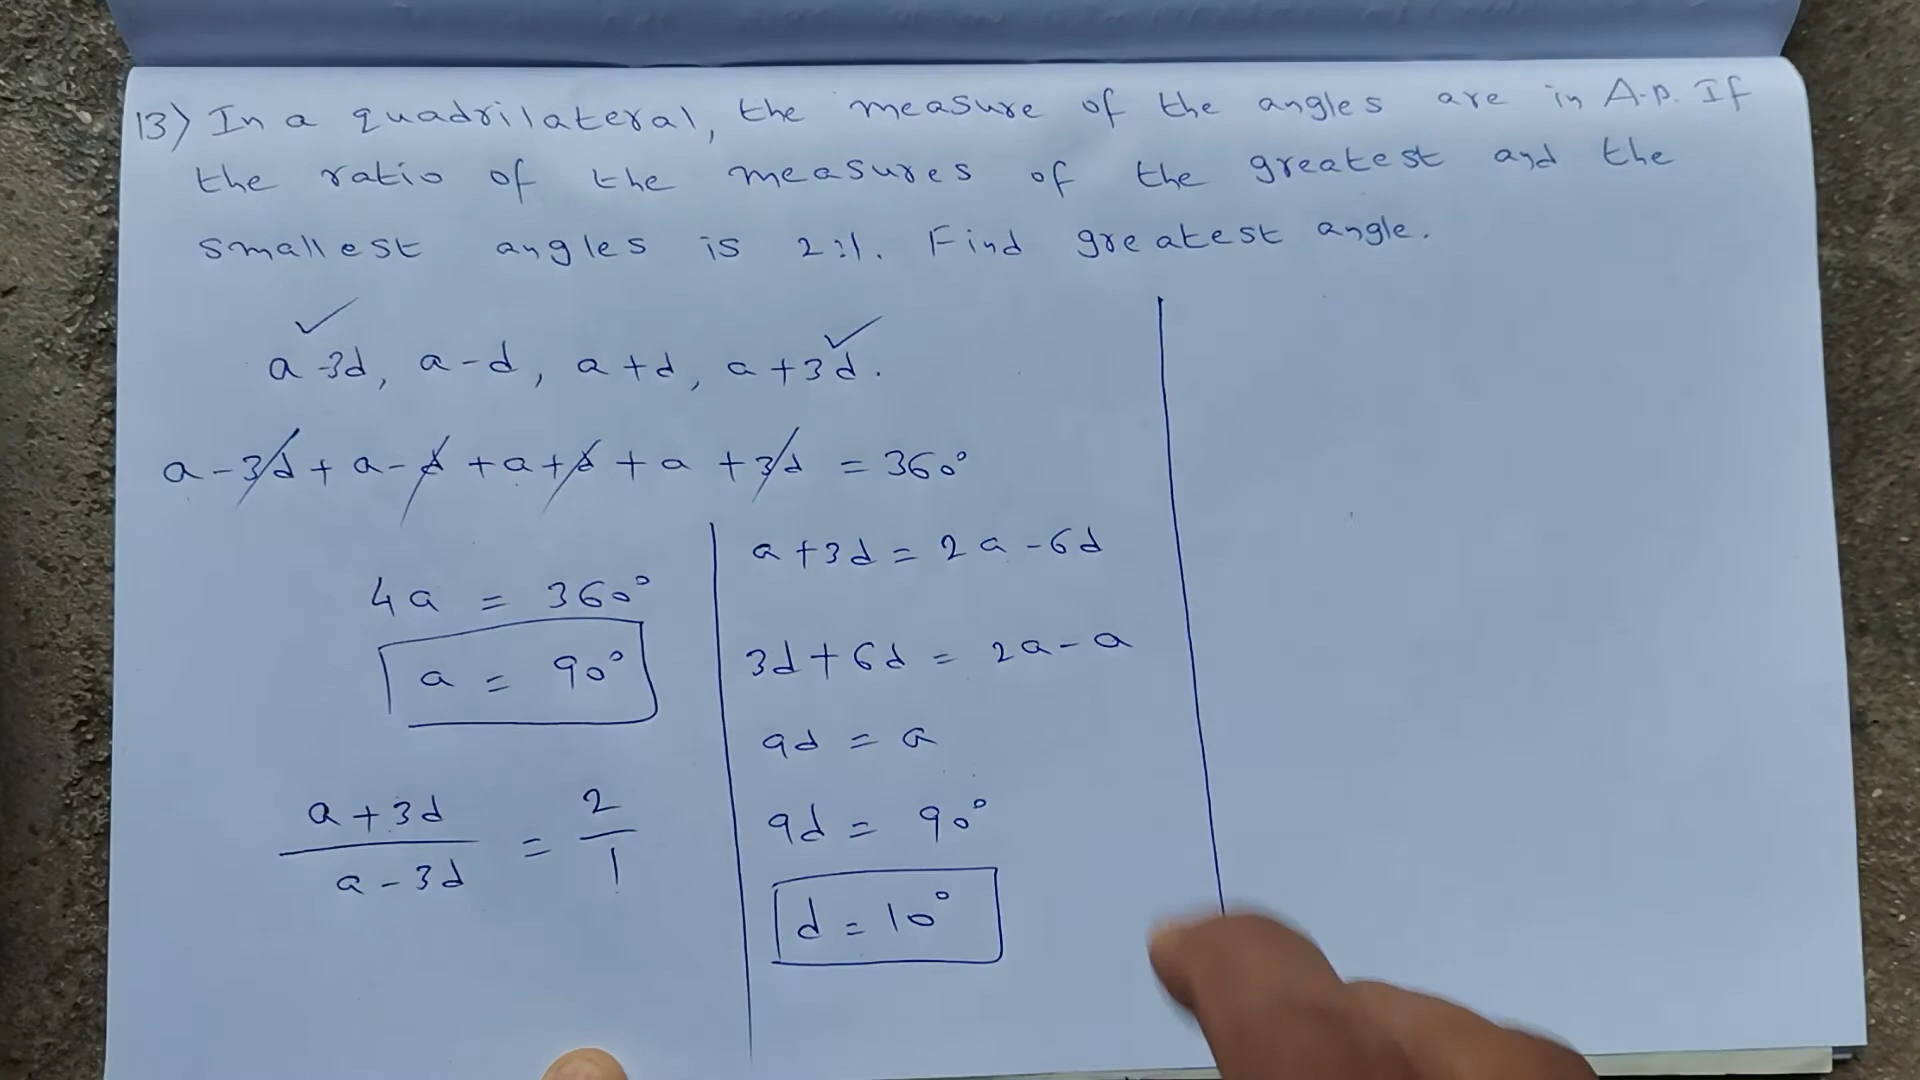 13) In a quadrilateral, the measure of the angles are in A.P. If
the ratio of the measures of the greatest and the
smallest angles is 2:1. Find greatest angle.
✓ ✓
a-3d, a-d, a+d, a+3d.
a-3d + a-d + a+d + a +3d = 360°
4a = 360°
a = 90°
a+3d / a-3d = 2 / 1
a+3d = 2a-6d
3d+6d = 2a-a
9d = a
9d = 90°
d = 10°